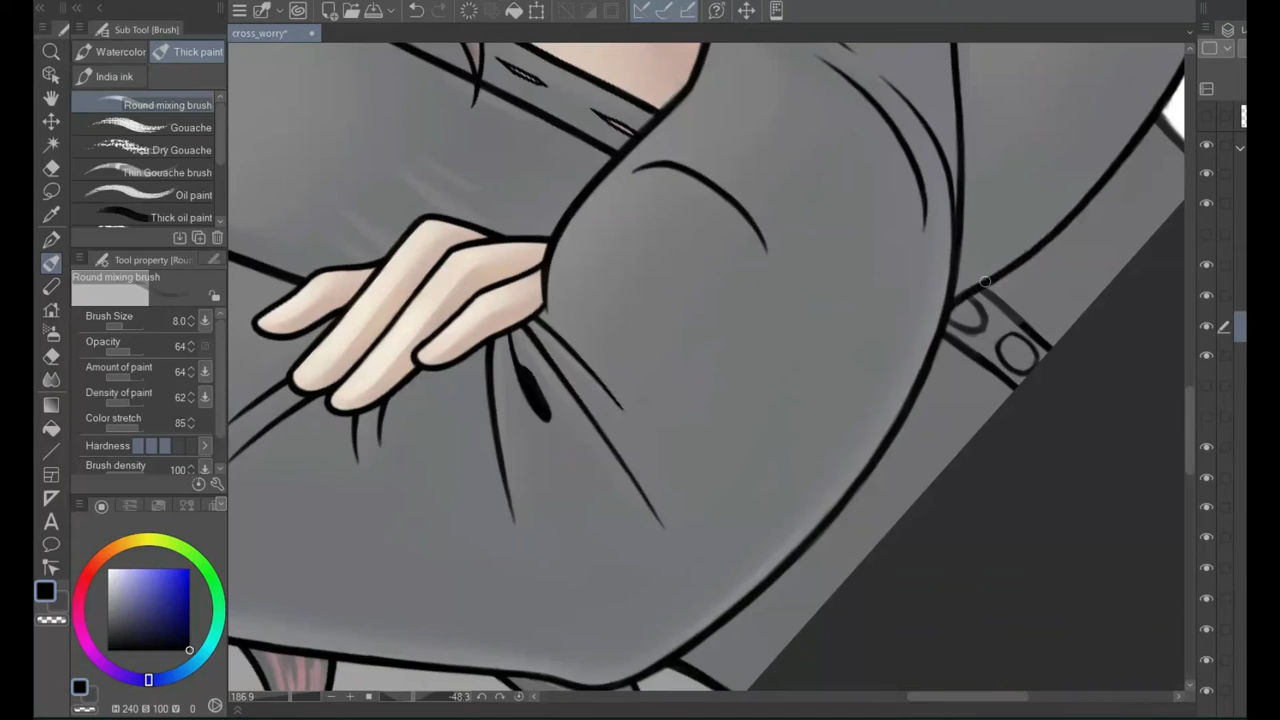 Sub Tool [Brush]
cross_worry*
Watercolor
Thick paint
India ink
Round mixing brush
Gouache
Dry Gouache
Thin Gouache brush
Oil paint
Thick oil paint
Tool property [Rou
Round mixing brush
Brush Size 8.0
Opacity 64
Amount of paint 64
Density of paint 62
Color stretch 85
Hardness
Brush density 100
A
186.9
-48.3
H 240 S 100 V 0